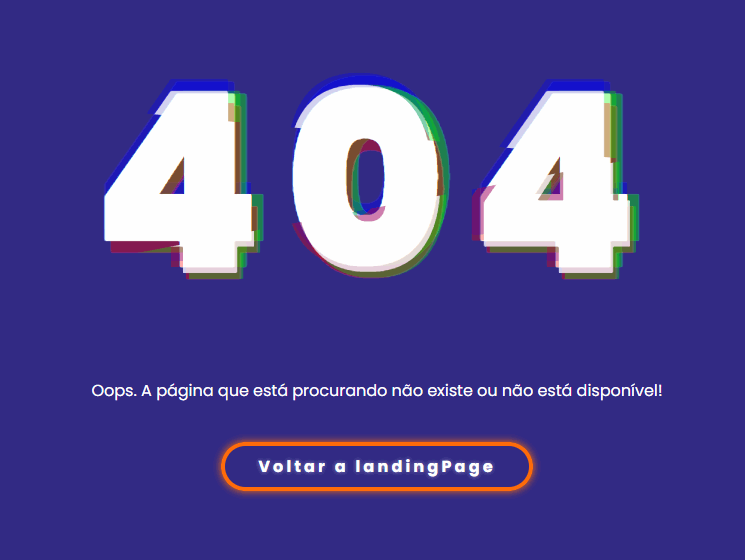 404
Oops. A página que está procurando não existe ou não está disponível!
Voltar a landingPage